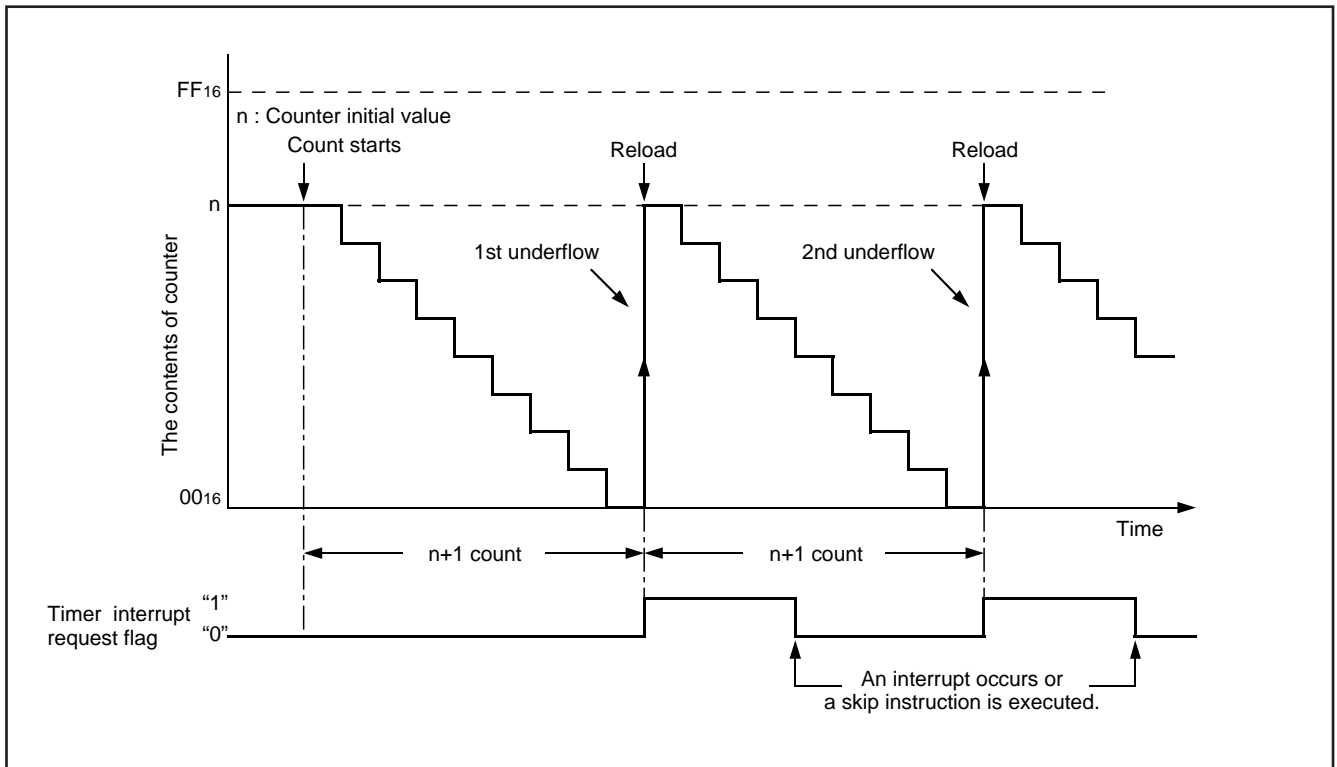 FF16
n : Counter initial value
Count starts
Reload
Reload
n
The contents of counter
1st underflow
2nd underflow
0016
Time
n+1 count
n+1 count
Timer interrupt
request flag
“1”
“0”
An interrupt occurs or
a skip instruction is executed.